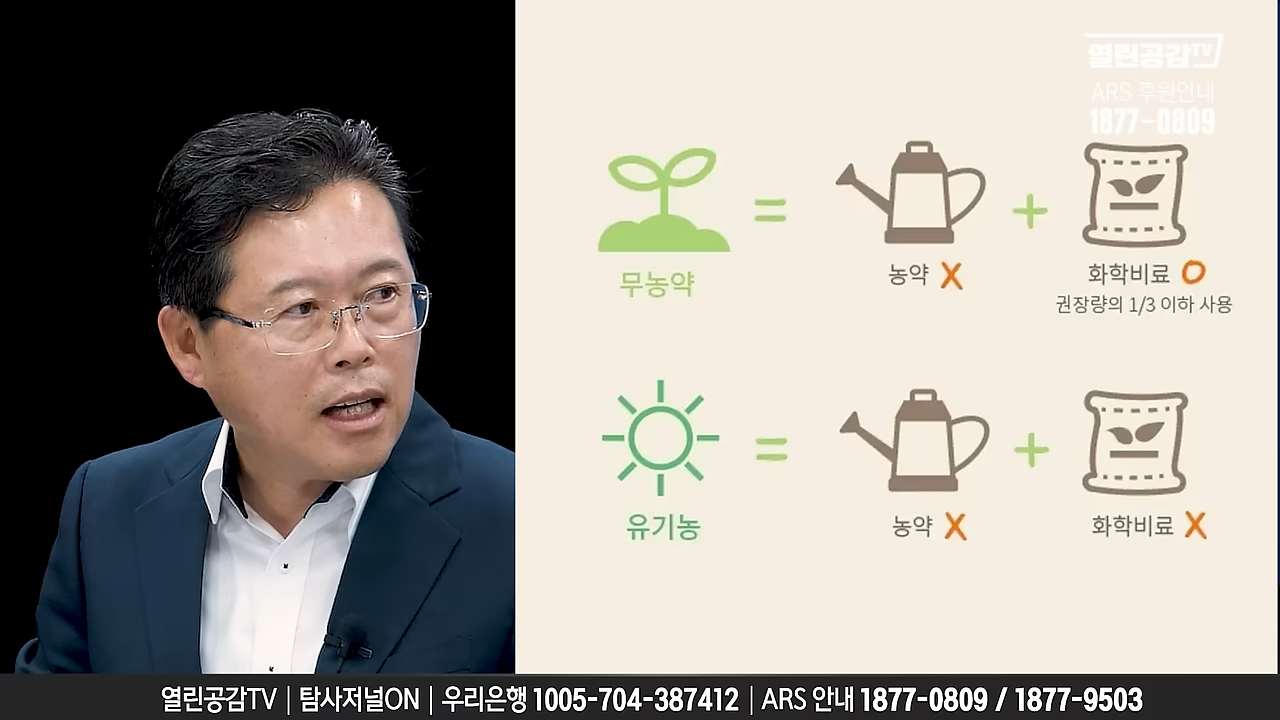 열린공감TV
ARS 후원안내
1877-0809
무농약 = 농약 X + 화학비료 O
권장량의 1/3 이하 사용
유기농 = 농약 X + 화학비료 X
열린공감TV | 탐사저널ON | 우리은행 1005-704-387412 | ARS 안내 1877-0809 / 1877-9503